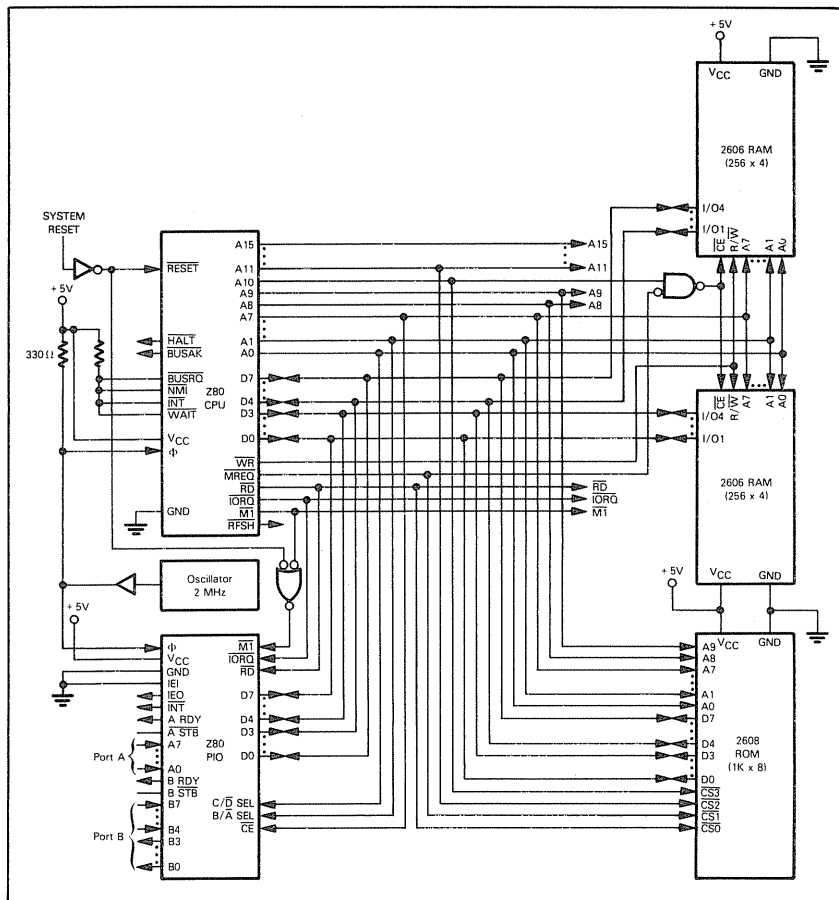 + 5V
VCC
GND
2606 RAM
(256 x 4)
I/O4
I/O1
CE
R/W
A7
A1
A0
SYSTEM
RESET
RESET
A15
A11
A10
A9
A8
A7
A1
A0
A15
A11
A9
A8
+ 5V
330Ω
HALT
BUSAK
BUSRQ
NMI
INT
WAIT
VCC
Φ
GND
Z80
CPU
D7
D4
D3
D0
WR
MREQ
RD
IORQ
M1
RFSH
RD
IORQ
M1
CE
R/W
A7
A1
A0
I/O4
I/O1
2606 RAM
(256 x 4)
VCC
GND
+ 5V
Oscillator
2 MHz
+ 5V
Φ
VCC
GND
IEI
IEO
INT
A RDY
A STB
A7
A0
B RDY
B STB
B7
B4
B3
B0
Port A
Port B
Z80
PIO
M1
IORQ
RD
D7
D4
D3
D0
C/D SEL
B/A SEL
CE
VCC
GND
A9
A8
A7
A1
A0
D7
D4
D3
D0
CS3
CS2
CS1
CS0
2608
ROM
(1K x 8)